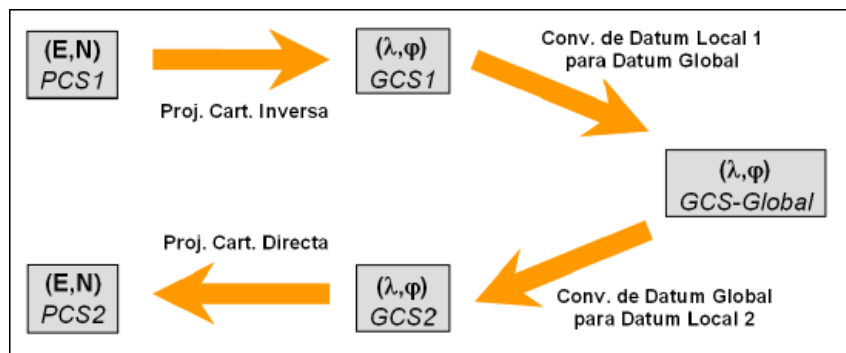 (E,N)
PCS1
Proj. Cart. Inversa
(λ,φ)
GCS1
Conv. de Datum Local 1
para Datum Global
(λ,φ)
GCS-Global
Conv. de Datum Global
para Datum Local 2
(λ,φ)
GCS2
Proj. Cart. Directa
(E,N)
PCS2